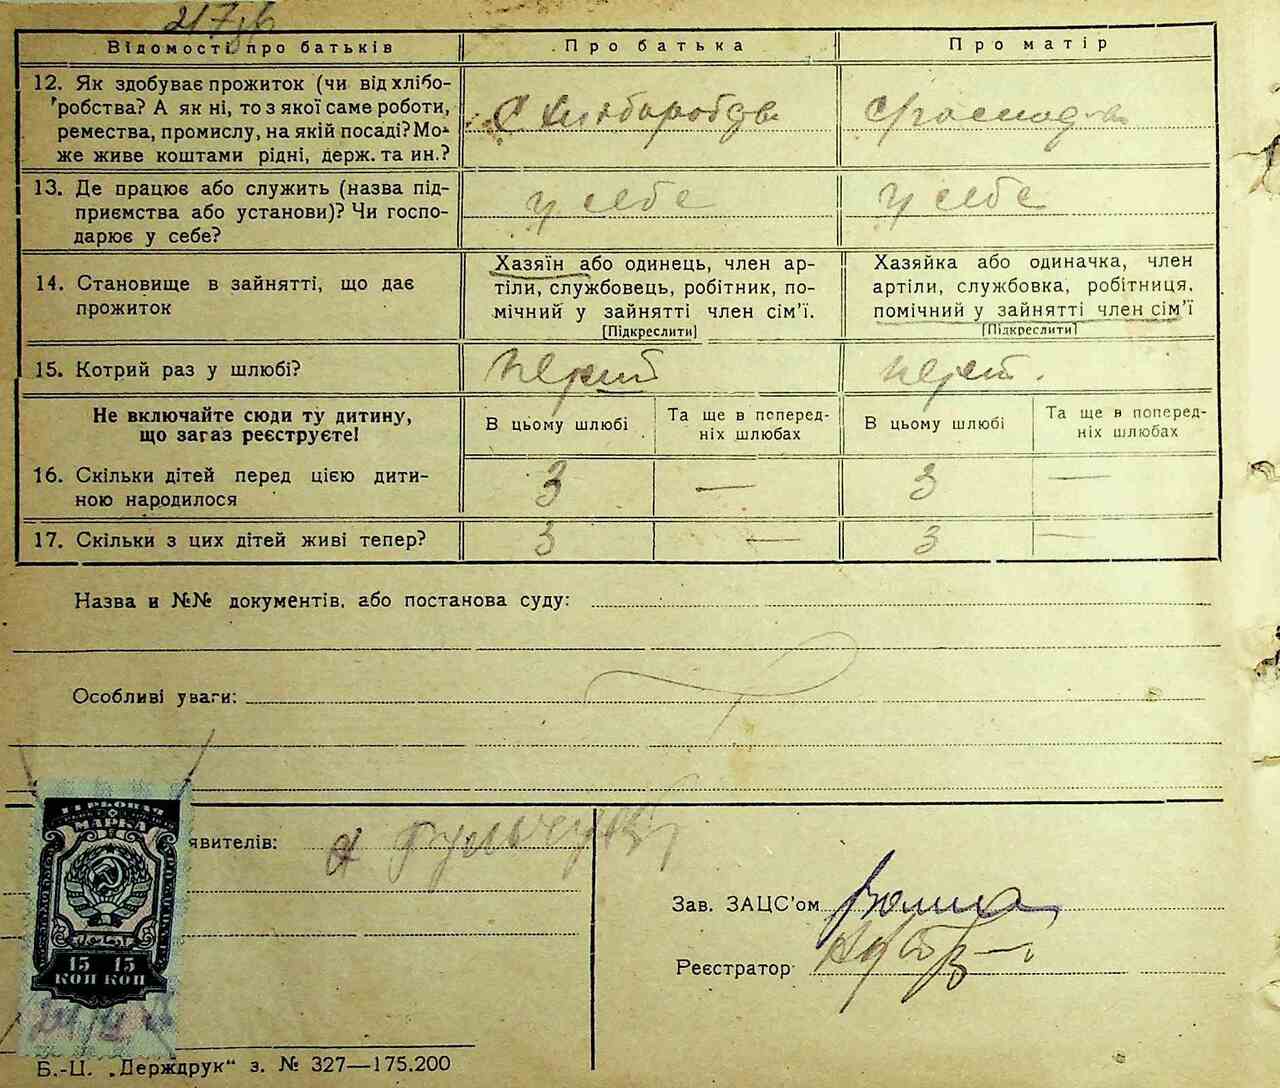 Відомості про батьків
Про батька
Про матір
12. Як здобуває прожиток (чи від хлібо-
робства? А як ні, то з якої саме роботи,
ремества, промислу, на якій посаді? Мо-
же живе коштами рідні, держ. та ин.?
13. Де працює або служить (назва під-
приємства або установи)? Чи госпо-
дарює у себе?
у себе
у себе
14. Становище в зайнятті, що дає
прожиток
Хазяїн або одинець, член ар-
тіли, службовець, робітник, по-
мічний у зайнятті член сім'ї.
[Підкреслити]
Хазяйка або одиначка, член
артіли, службовка, робітниця,
помічний у зайнятті член сім'ї
[Підкреслити]
15. Котрий раз у шлюбі?
Не включайте сюди ту дитину,
що загаз реєструєте!
В цьому шлюбі
Та ще в поперед-
ніх шлюбах
В цьому шлюбі
Та ще в поперед-
ніх шлюбах
16. Скільки дітей перед цією дити-
ною народилося
3 — 3 —
17. Скільки з цих дітей живі тепер?
3 — 3 —
Назва и №№ документів, або постанова суду:
Особливі уваги:
ГЕРБОВАЯ
МАРКА
15 15
КОП КОП
явителів:
Зав. ЗАЦС'ом
Реєстратор
Б.-Ц. „Держдрук“ з. № 327—175.200